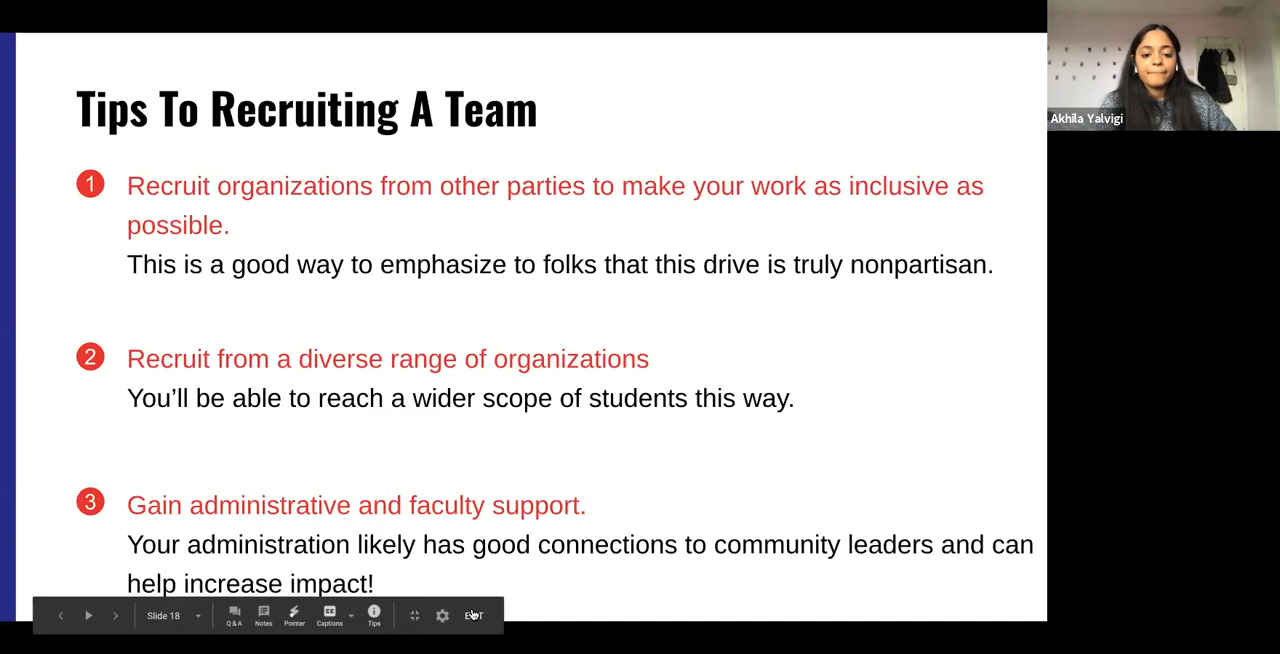 Tips To Recruiting A Team
1
Recruit organizations from other parties to make your work as inclusive as
possible.
This is a good way to emphasize to folks that this drive is truly nonpartisan.
2
Recruit from a diverse range of organizations
You’ll be able to reach a wider scope of students this way.
3
Gain administrative and faculty support.
Your administration likely has good connections to community leaders and can
help increase impact!
Slide 18
Q & A
Notes
Pointer
CC
Captions
Tips
Akhila Yalvigi